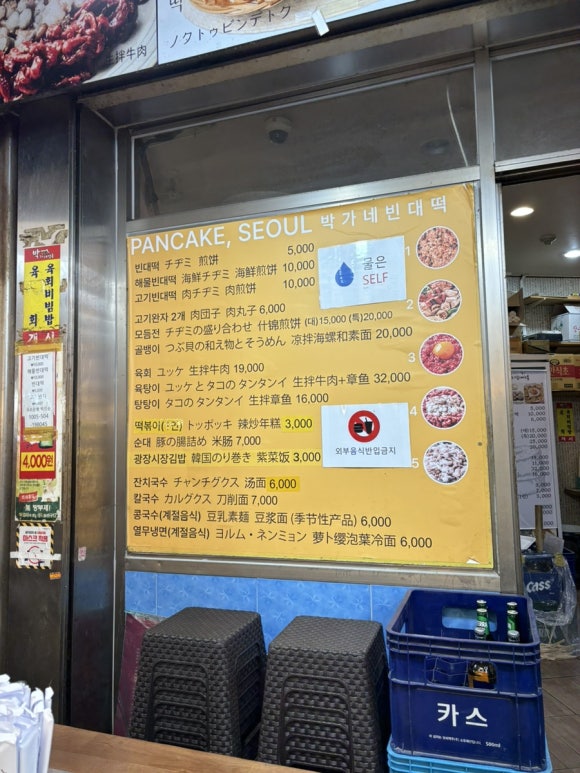 生拌牛肉
ノクトゥビンデトク
PANCAKE, SEOUL 박가네빈대떡
빈대떡 チヂミ 煎饼 5,000
해물빈대떡 海鮮チヂミ 海鲜煎饼 10,000
고기빈대떡 肉チヂミ 肉煎饼 10,000
고기완자 2개 肉団子 肉丸子 6,000
모듬전 チヂミの盛り合わせ 什锦煎饼 (대)15,000 (특)20,000
골뱅이 つぶ貝の和え物とそうめん 凉拌海螺和素面 20,000
육회 ユッケ 生拌牛肉 19,000
육탕이 ユッケとタコのタンタンイ 生拌牛肉+章鱼 32,000
탕탕이 タコのタンタンイ 生拌章鱼 16,000
떡볶이 トッポッキ 辣炒年糕 3,000
순대 豚の腸詰め 米肠 7,000
광장시장김밥 韓国のり巻き 紫菜饭 3,000
잔치국수 チャンチグクス 汤面 6,000
칼국수 カルグクス 刀削面 7,000
콩국수(계절음식) 豆乳素麺 豆浆面 (季节性产品) 6,000
열무냉면(계절음식) ヨルム・ネンミョン 萝卜缨泡菜冷面 6,000
물은
SELF
외부음식반입금지
1
2
3
4
5
육회비빔밥
육회
개시
4,000원
Cass
카스
500ml